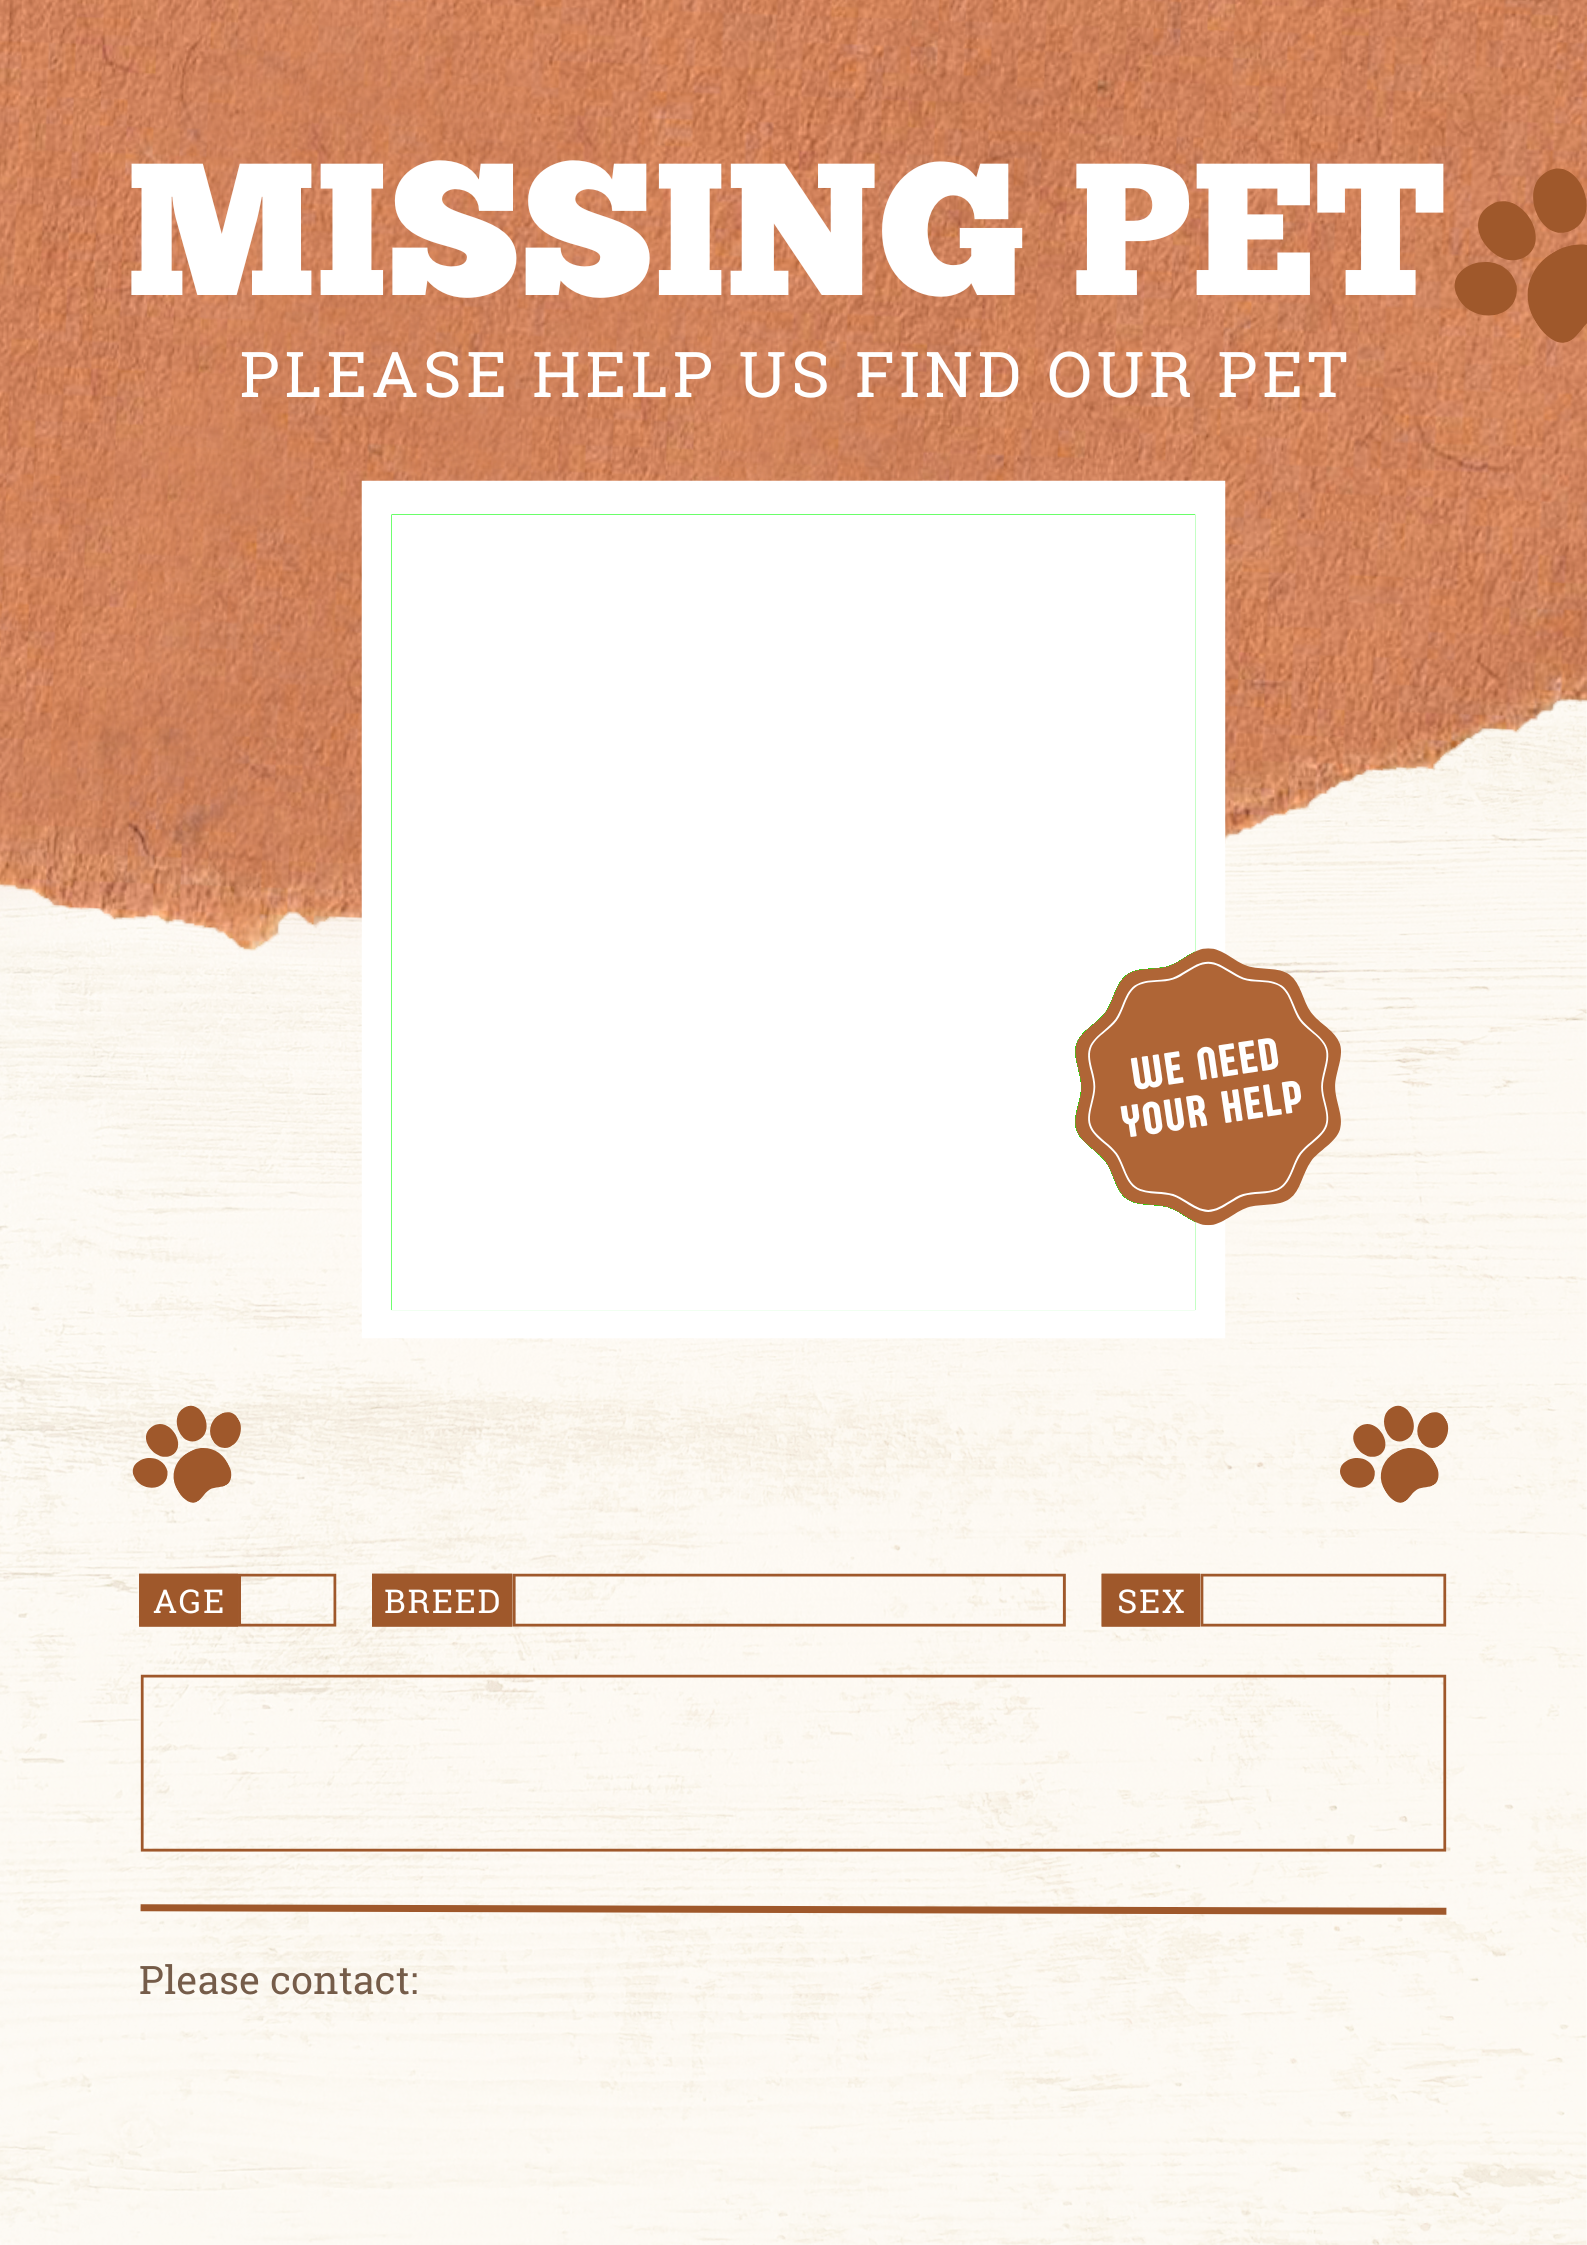 MISSING PET
PLEASE HELP US FIND OUR PET
WE NEED
YOUR HELP
AGE
BREED
SEX
Please contact: